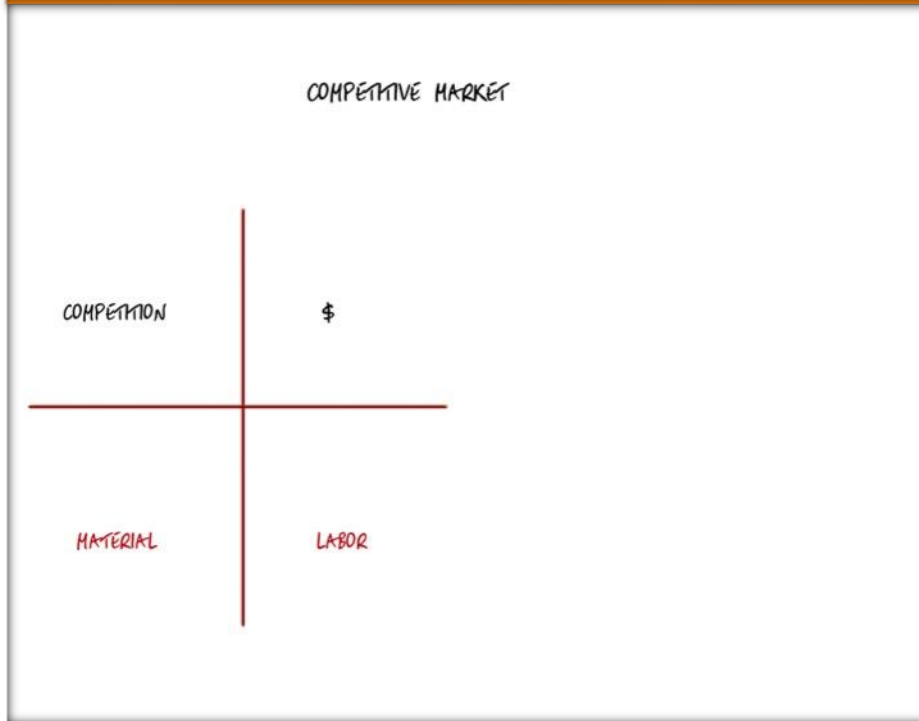 COMPETITIVE MARKET
COMPETITION
$
MATERIAL
LABOR